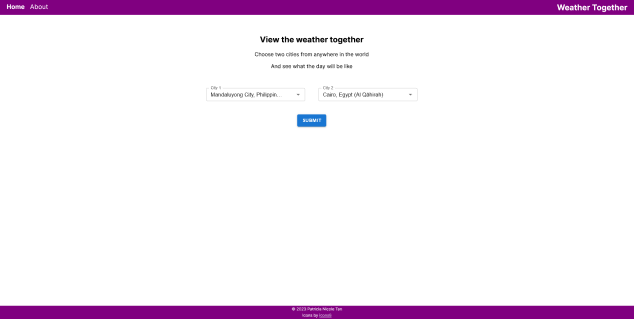 Home About Weather Together
View the weather together
Choose two cities from anywhere in the world
And see what the day will be like
City 1 City 2
Mandaluyong City, Philippin... Cairo, Egypt (Al Qāhirah)
SUBMIT
© 2023 Patricia Nicole Tan
Icons by